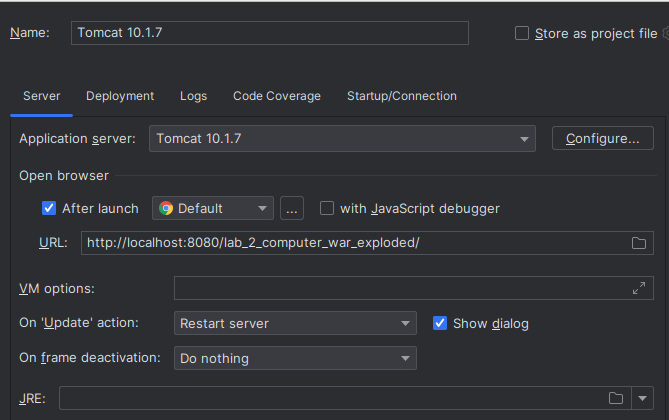 Name: Tomcat 10.1.7 Store as project file
Server Deployment Logs Code Coverage Startup/Connection
Application server: Tomcat 10.1.7 Configure...
Open browser
After launch Default ... with JavaScript debugger
URL: http://localhost:8080/lab_2_computer_war_exploded/
VM options:
On 'Update' action: Restart server Show dialog
On frame deactivation: Do nothing
JRE: